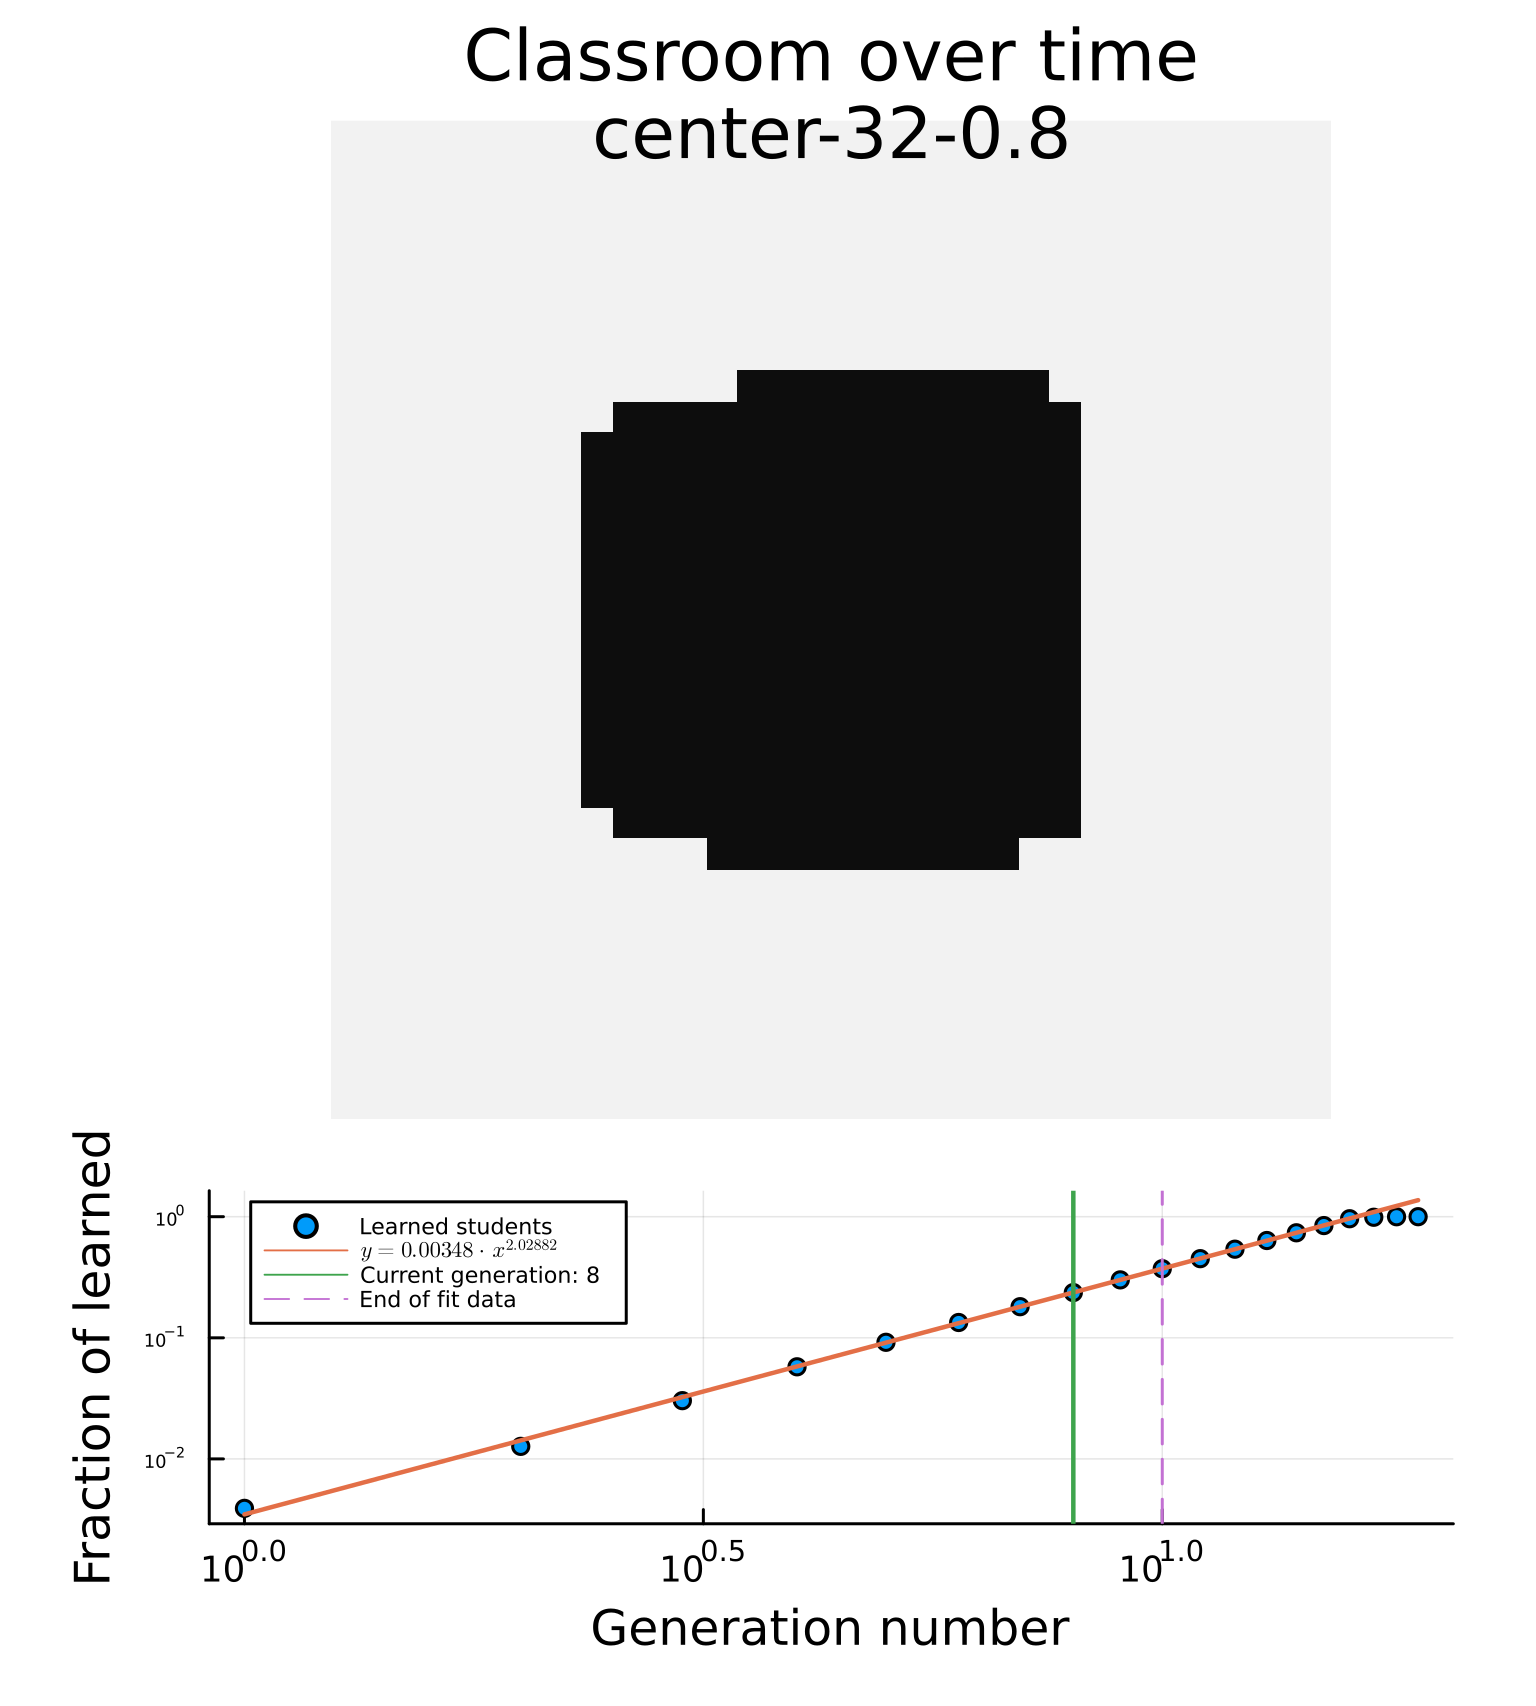 Classroom over time
center-32-0.8
Fraction of learned
10⁰
10⁻¹
10⁻²
Learned students
y = 0.00348 · x^2.02882
Current generation: 8
End of fit data
10^0.0
10^0.5
10^1.0
Generation number